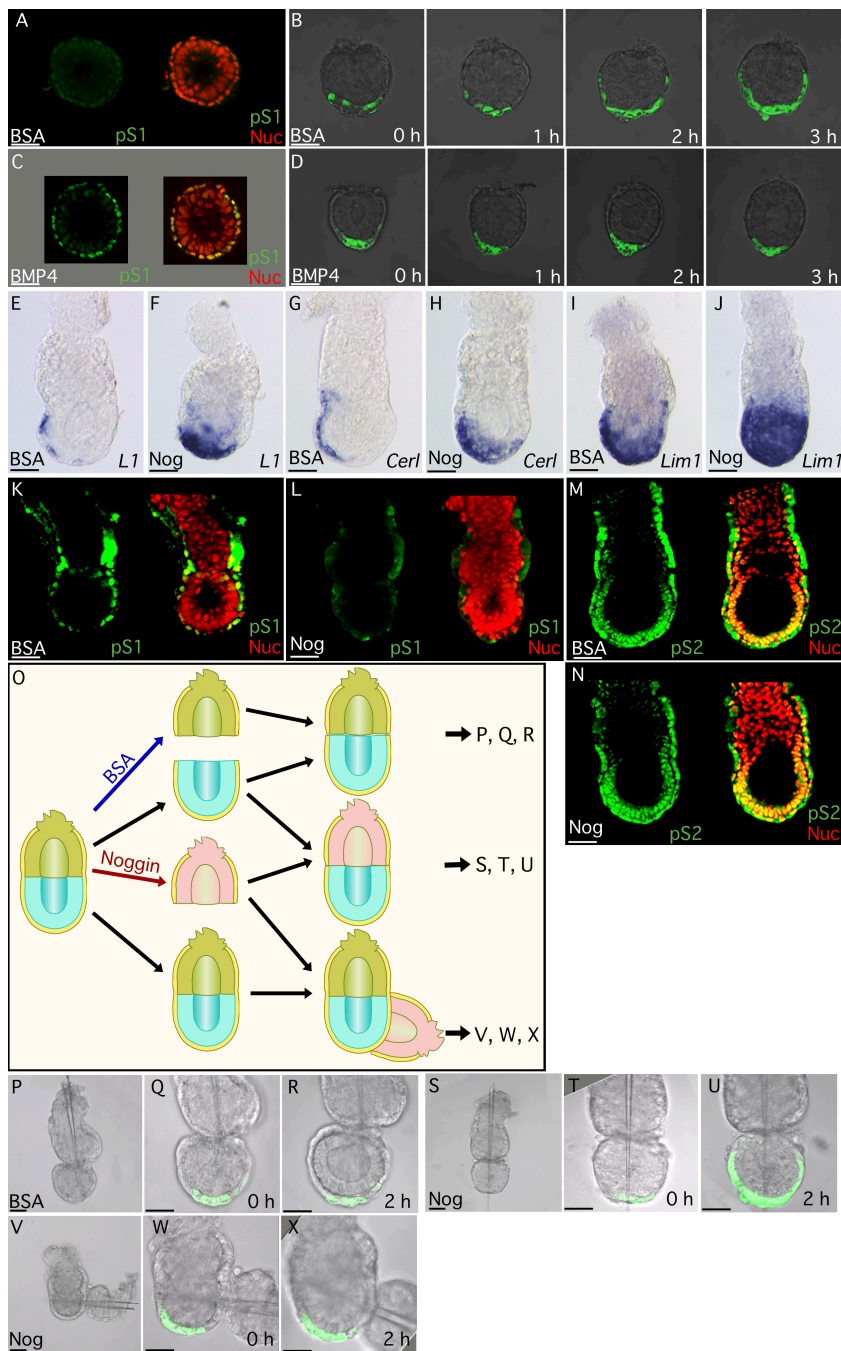 A
BSA
pS1
pS1
Nuc
B
BSA
0 h
1 h
2 h
3 h
C
BMP4
pS1
pS1
Nuc
D
BMP4
0 h
1 h
2 h
3 h
E
BSA
L1
F
Nog
L1
G
BSA
Cerl
H
Nog
Cerl
I
BSA
Lim1
J
Nog
Lim1
K
BSA
pS1
pS1
Nuc
L
Nog
pS1
pS1
Nuc
M
BSA
pS2
pS2
Nuc
N
Nog
pS2
pS2
Nuc
O
BSA
Noggin
P, Q, R
S, T, U
V, W, X
P
BSA
Q
0 h
R
2 h
S
Nog
T
0 h
U
2 h
V
Nog
W
0 h
X
2 h